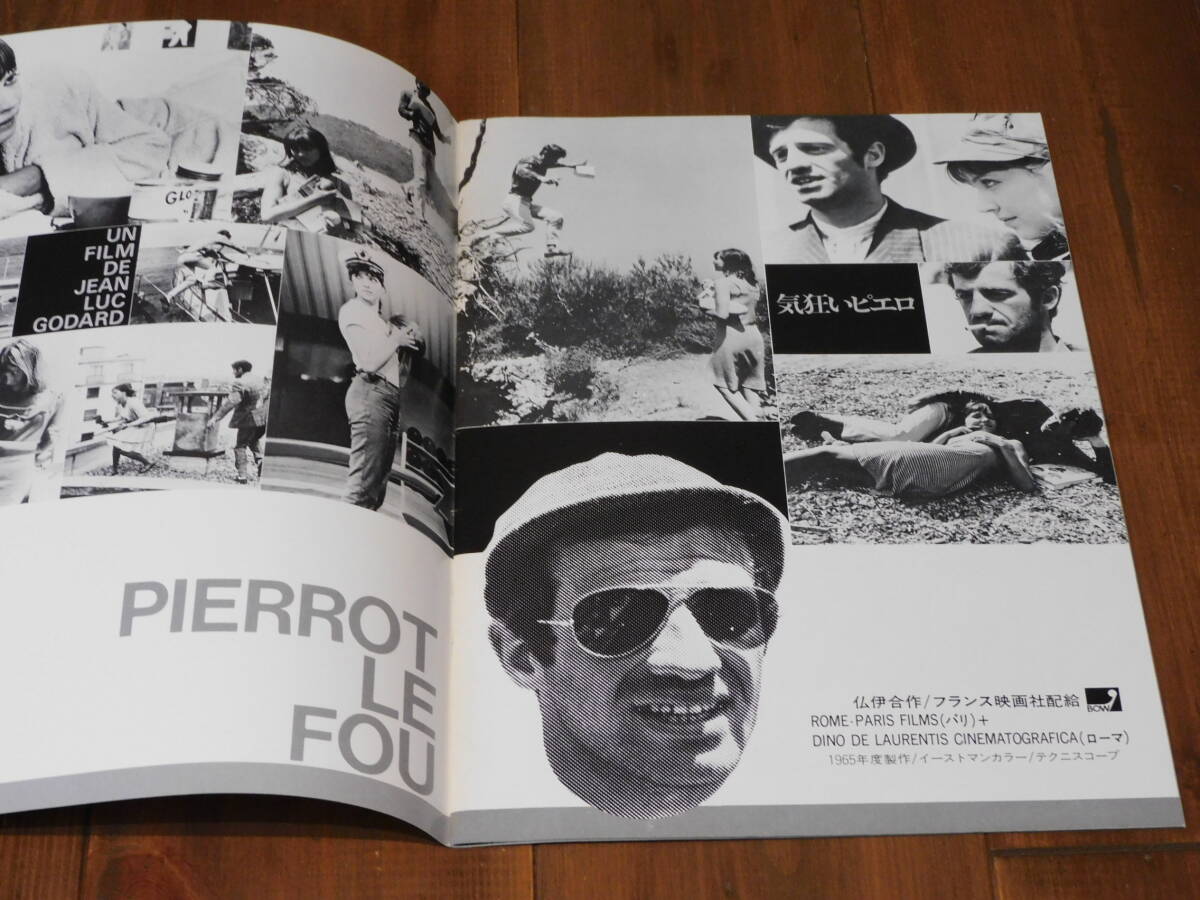 GLO
UN
FILM
DE
JEAN
LUC
GODARD
PIERROT
LE
FOU
気狂いピエロ
仏伊合作/フランス映画社配給
BOW
ROME-PARIS FILMS(パリ)+
DINO DE LAURENTIS CINEMATOGRAFICA(ローマ)
1965年度製作/イーストマンカラー/テクニスコープ